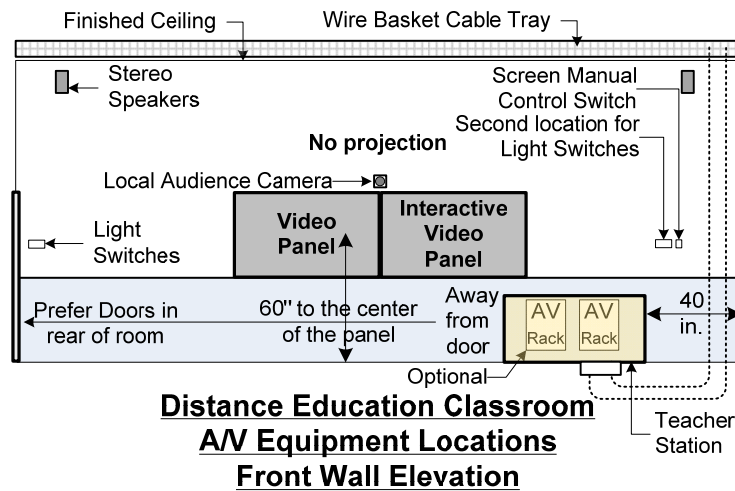 Finished Ceiling
Wire Basket Cable Tray
Stereo
Speakers
Screen Manual
Control Switch
Second location for
Light Switches
No projection
Local Audience Camera
Video
Panel
Interactive
Video
Panel
Light
Switches
Prefer Doors in
rear of room
60" to the center
of the panel
Away
from
door
AV
Rack
AV
Rack
40
in.
Optional
Teacher
Station
Distance Education Classroom
A/V Equipment Locations
Front Wall Elevation